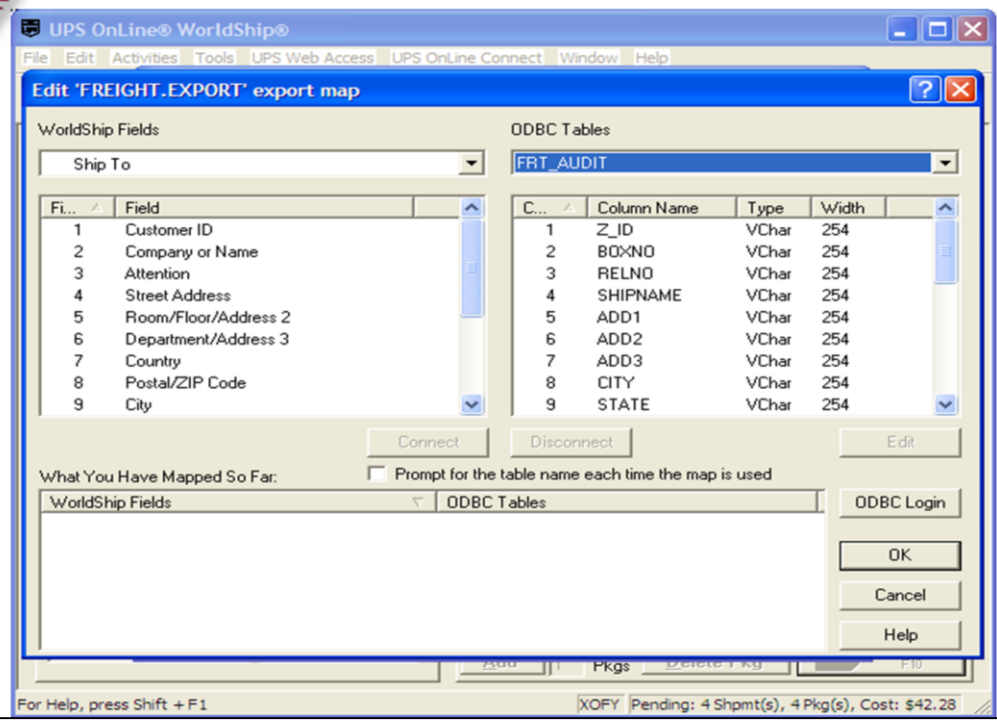 UPS OnLine® WorldShip®
File Edit Activities Tools UPS Web Access UPS OnLine Connect Window Help
Edit 'FREIGHT.EXPORT' export map
WorldShip Fields ODBC Tables
Ship To FRT_AUDIT
Fi... Field C... Column Name Type Width
1 Customer ID 1 Z_ID VChar 254
2 Company or Name 2 BOXNO VChar 254
3 Attention 3 RELNO VChar 254
4 Street Address 4 SHIPNAME VChar 254
5 Room/Floor/Address 2 5 ADD1 VChar 254
6 Department/Address 3 6 ADD2 VChar 254
7 Country 7 ADD3 VChar 254
8 Postal/ZIP Code 8 CITY VChar 254
9 City 9 STATE VChar 254
Connect Disconnect Edit
What You Have Mapped So Far: Prompt for the table name each time the map is used
WorldShip Fields ODBC Tables
ODBC Login
OK
Cancel
Help
Add Pkgs Delete Pkg F10
For Help, press Shift + F1 XOFY Pending: 4 Shpmt(s), 4 Pkg(s), Cost: $42.28